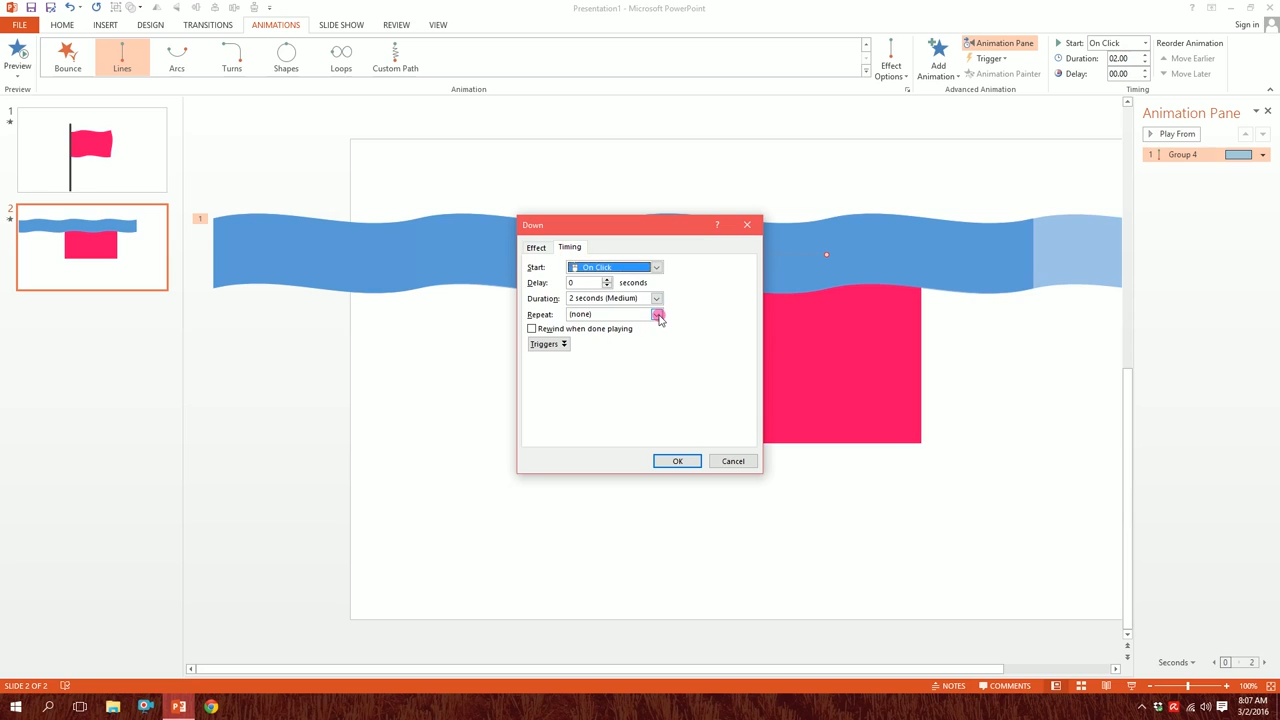 Presentation1 - Microsoft PowerPoint
FILE HOME INSERT DESIGN TRANSITIONS ANIMATIONS SLIDE SHOW REVIEW VIEW Sign in
Preview Bounce Lines Arcs Turns Shapes Loops Custom Path Effect Options Add Animation
Animation Pane
Trigger
Animation Painter
Start: On Click
Duration: 02.00
Delay: 00.00
Reorder Animation
Move Earlier
Move Later
Preview Animation Advanced Animation Timing
1
2
1
Animation Pane
Play From
1 Group 4
Down
Effect Timing
Start: On Click
Delay: 0 seconds
Duration: 2 seconds (Medium)
Repeat: (none)
Rewind when done playing
Triggers
OK Cancel
Seconds 0 2
SLIDE 2 OF 2 NOTES COMMENTS 100%
8:07 AM
3/2/2016